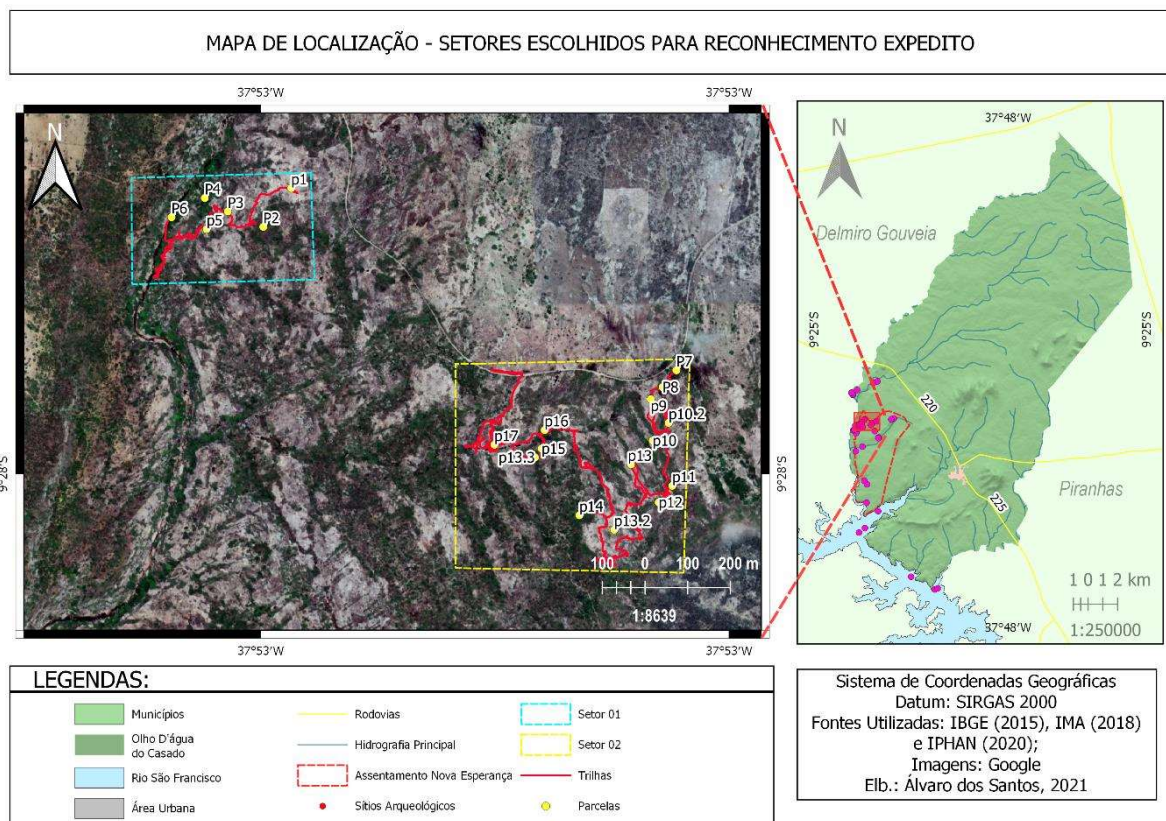 MAPA DE LOCALIZAÇÃO - SETORES ESCOLHIDOS PARA RECONHECIMENTO EXPEDITO
37°53'W
37°53'W
N
p1
P4
P3
P6
p5
P2
P7
P8
p9
p10.2
p16
p17
p10
p15
p13.3
p13
p11
p12
p14
p13.2
100 0 100 200 m
1:8639
9°28'S
9°28'S
37°53'W
37°53'W
37°48'W
N
Delmiro Gouveia
9°25'S
9°25'S
220
Piranhas
225
1 0 1 2 km
1:250000
37°48'W
LEGENDAS:
Municípios
Olho D'água
do Casado
Rio São Francisco
Área Urbana
Rodovias
Hidrografia Principal
Assentamento Nova Esperança
Sítios Arqueológicos
Setor 01
Setor 02
Trilhas
Parcelas
Sistema de Coordenadas Geográficas
Datum: SIRGAS 2000
Fontes Utilizadas: IBGE (2015), IMA (2018)
e IPHAN (2020);
Imagens: Google
Elb.: Álvaro dos Santos, 2021